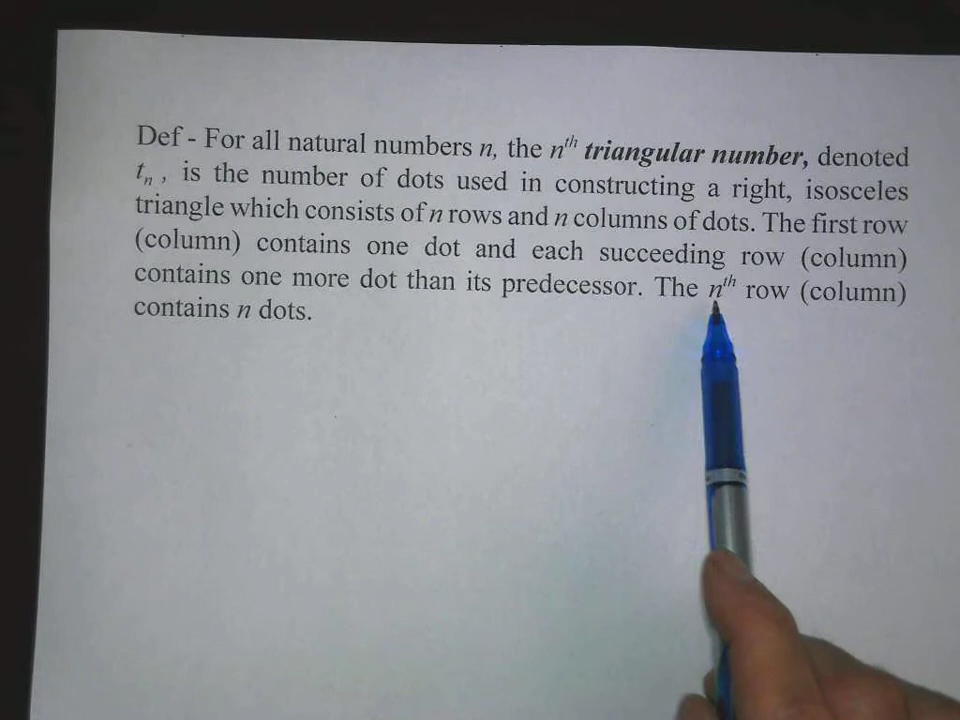 Def - For all natural numbers n, the nth triangular number, denoted
tn , is the number of dots used in constructing a right, isosceles
triangle which consists of n rows and n columns of dots. The first row
(column) contains one dot and each succeeding row (column)
contains one more dot than its predecessor. The nth row (column)
contains n dots.